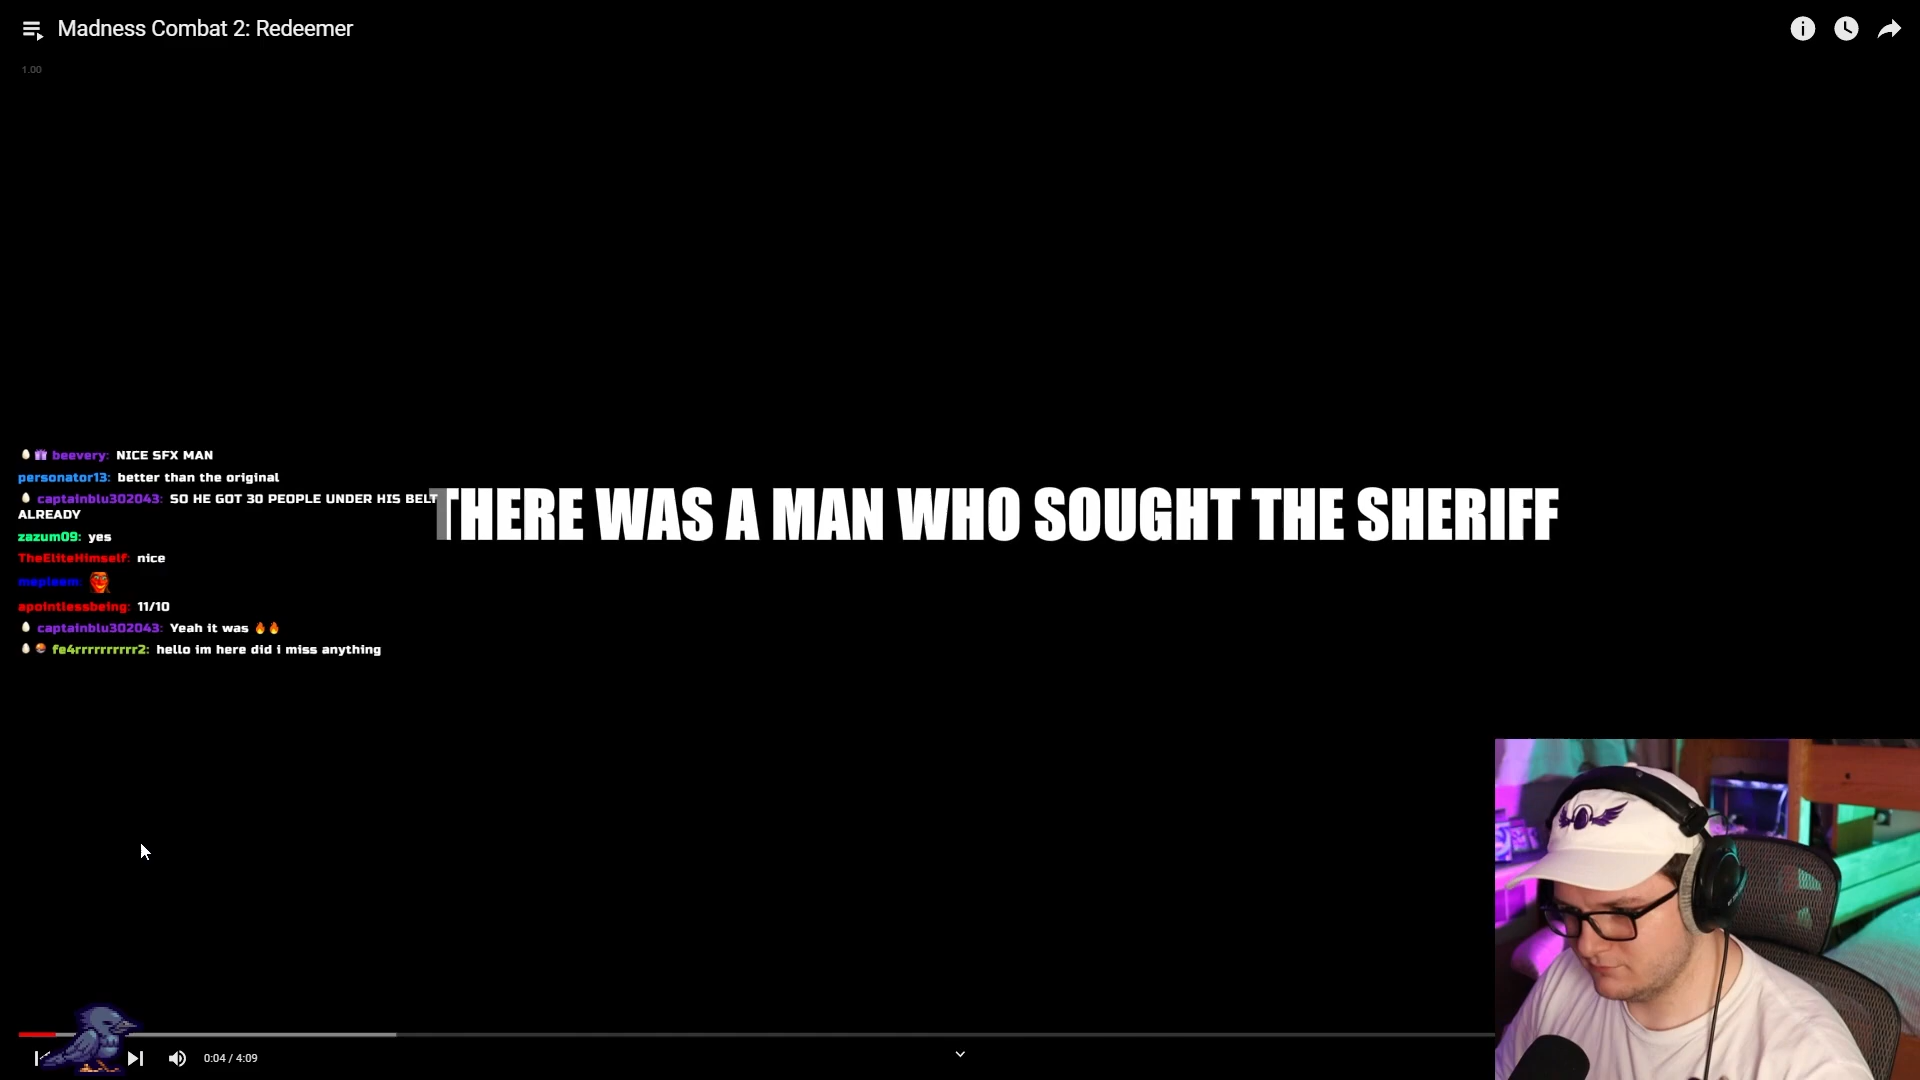 Madness Combat 2: Redeemer
1.00
beevery: NICE SFX MAN
personator13: better than the original
captainblu302043: SO HE GOT 30 PEOPLE UNDER HIS BELT
ALREADY
THERE WAS A MAN WHO SOUGHT THE SHERIFF
zazum09: yes
TheEliteHimself: nice
mepleem:
apointlessbeing: 11/10
captainblu302043: Yeah it was 🔥🔥
fe4rrrrrrrrrr2: hello im here did i miss anything
0:04 / 4:09